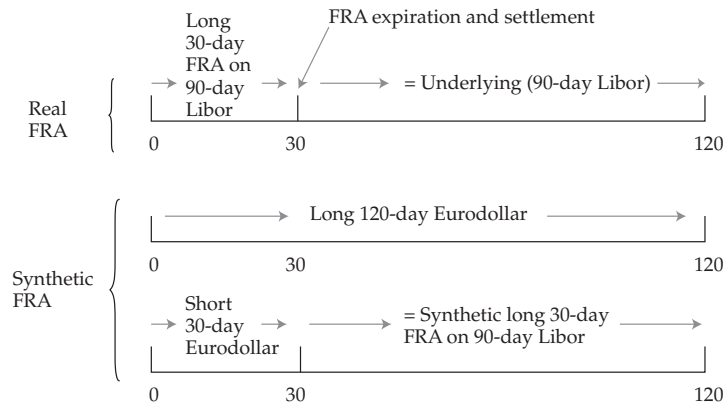 FRA expiration and settlement
Long
30-day
FRA on
90-day
Libor
= Underlying (90-day Libor)
Real
FRA
0
30
120
Long 120-day Eurodollar
0
30
120
Synthetic
FRA
Short
30-day
Eurodollar
= Synthetic long 30-day
FRA on 90-day Libor
0
30
120